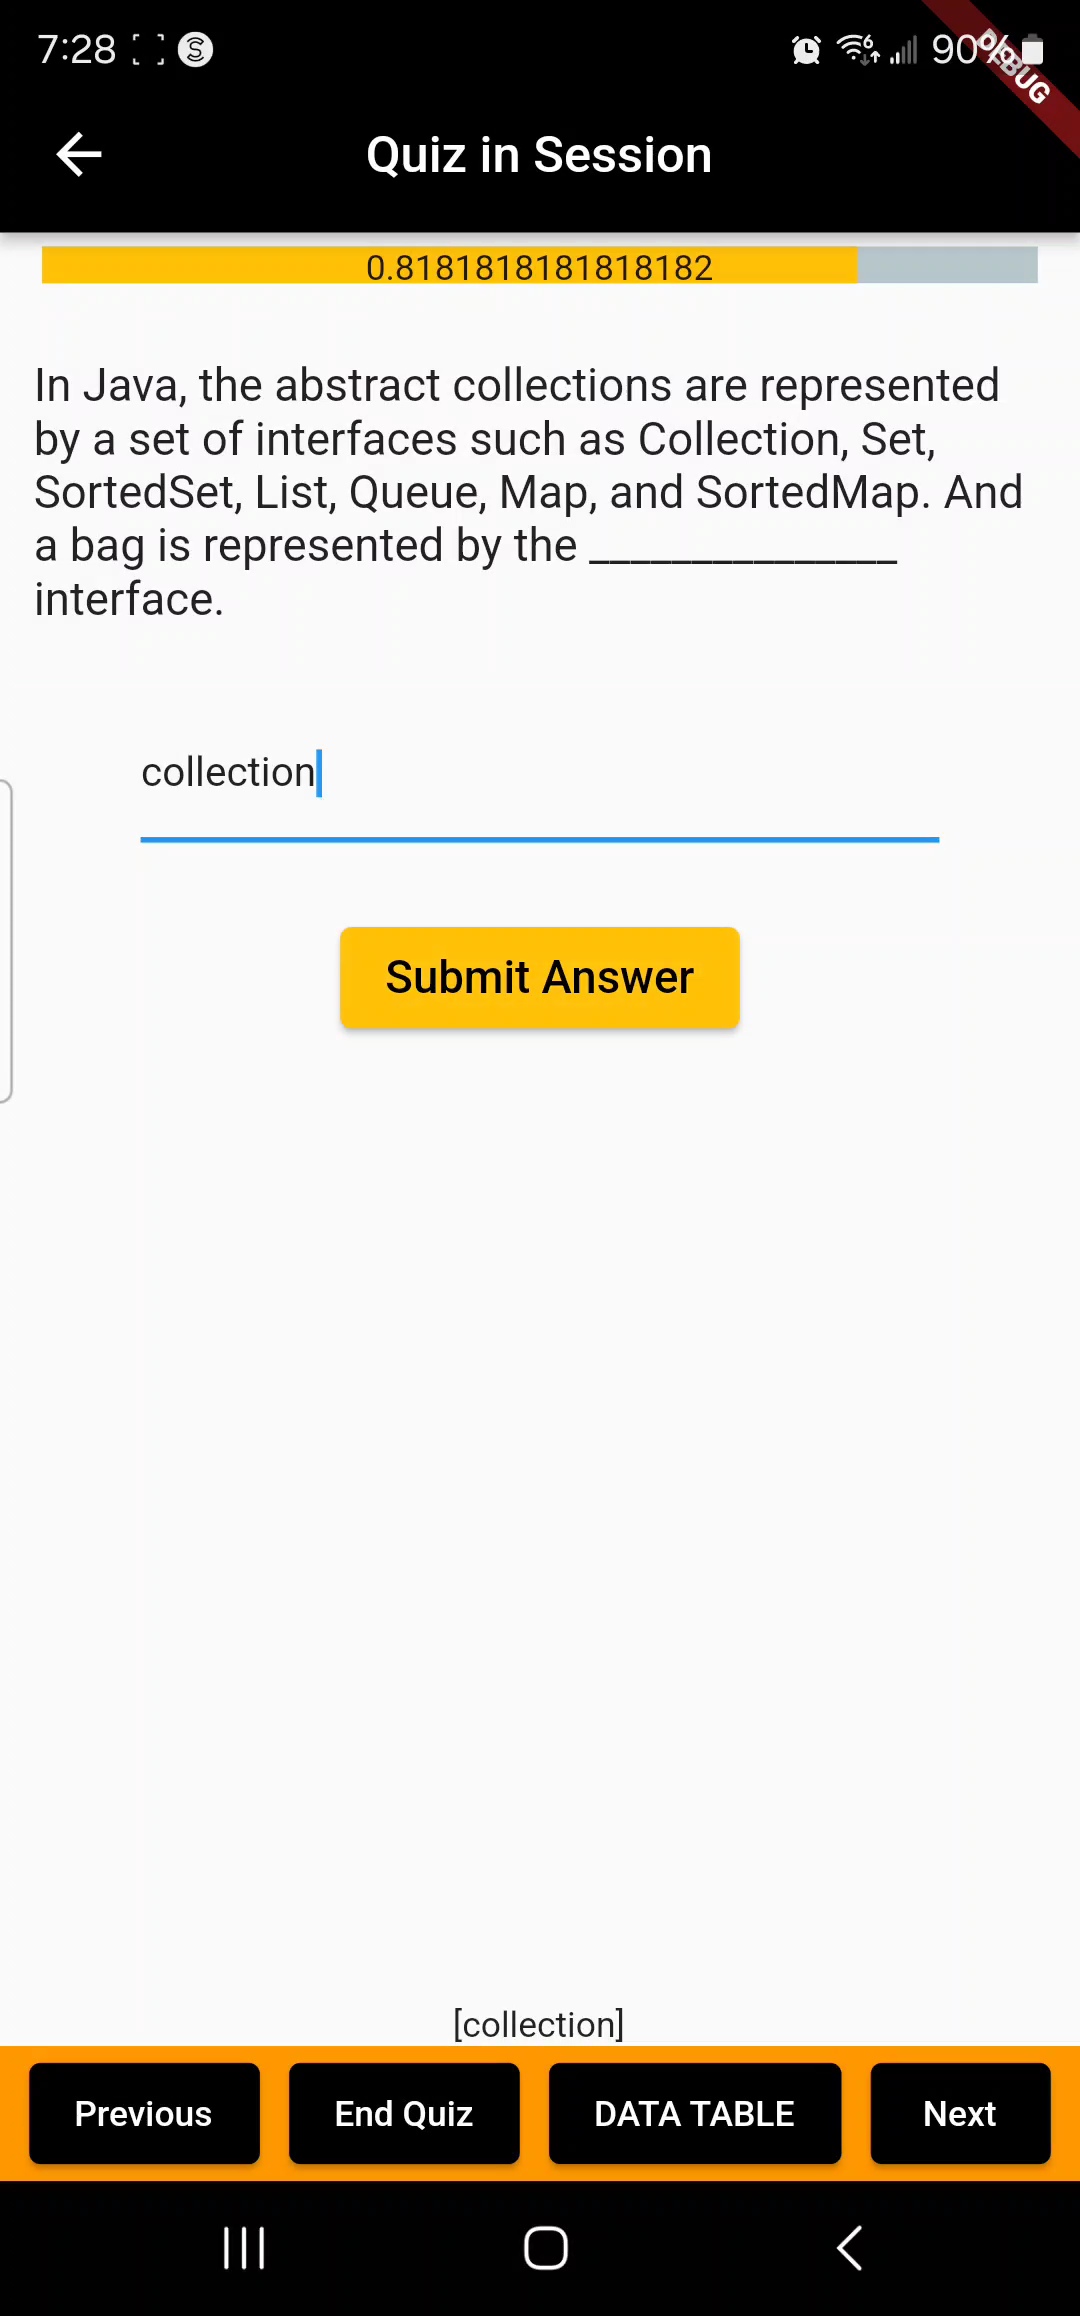 7:28 90%
DEBUG
Quiz in Session
0.8181818181818182
In Java, the abstract collections are represented
by a set of interfaces such as Collection, Set,
SortedSet, List, Queue, Map, and SortedMap. And
a bag is represented by the _______________
interface.
collection
Submit Answer
[collection]
Previous End Quiz DATA TABLE Next